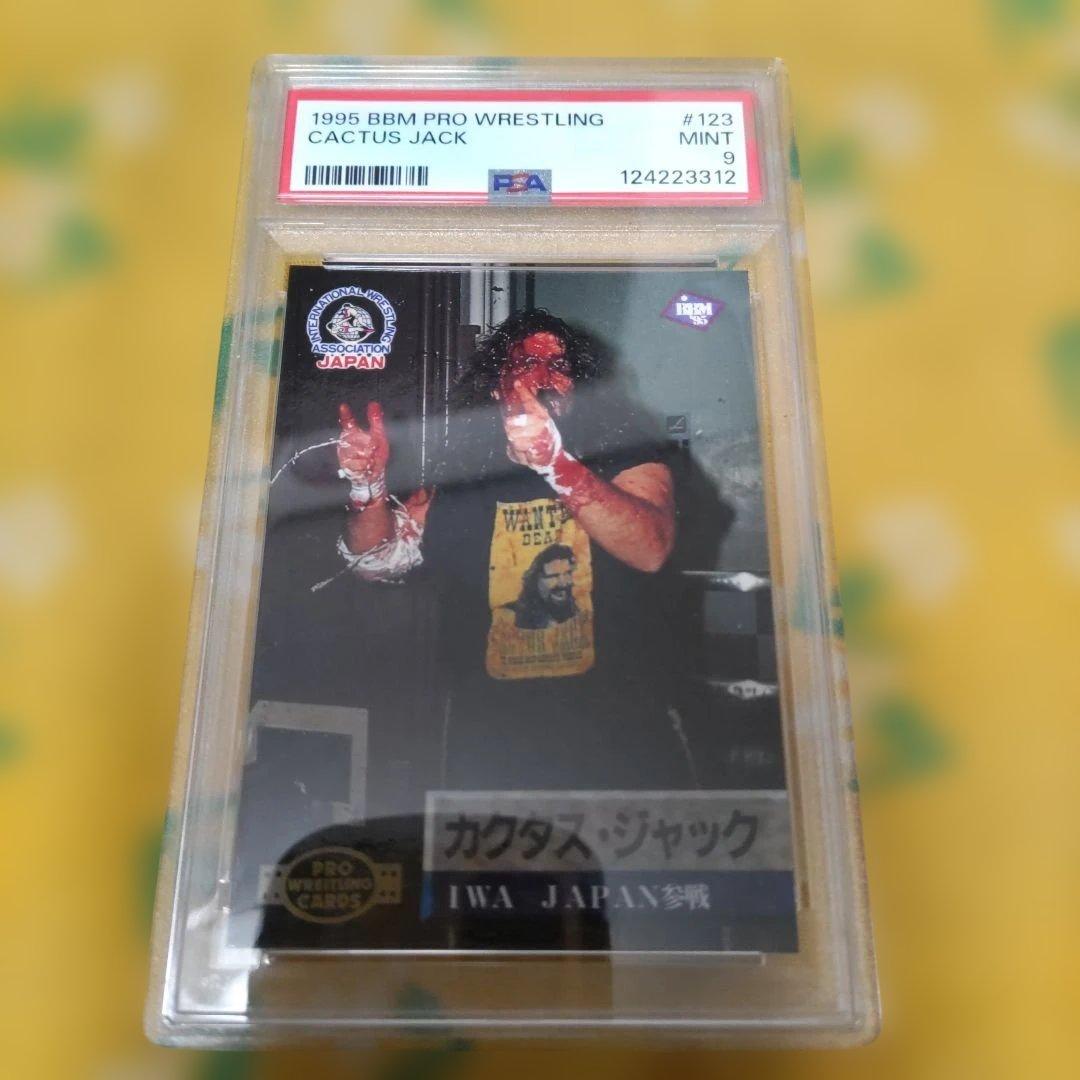 1995 BBM PRO WRESTLING #123
CACTUS JACK MINT
9
PSA 124223312
INTERNATIONAL WRESTLING
ASSOCIATION
JAPAN
BBM
'95
WANTED
DEAD
カクタス・ジャック
IWA JAPAN参戦
PRO
WRESTLING
CARDS